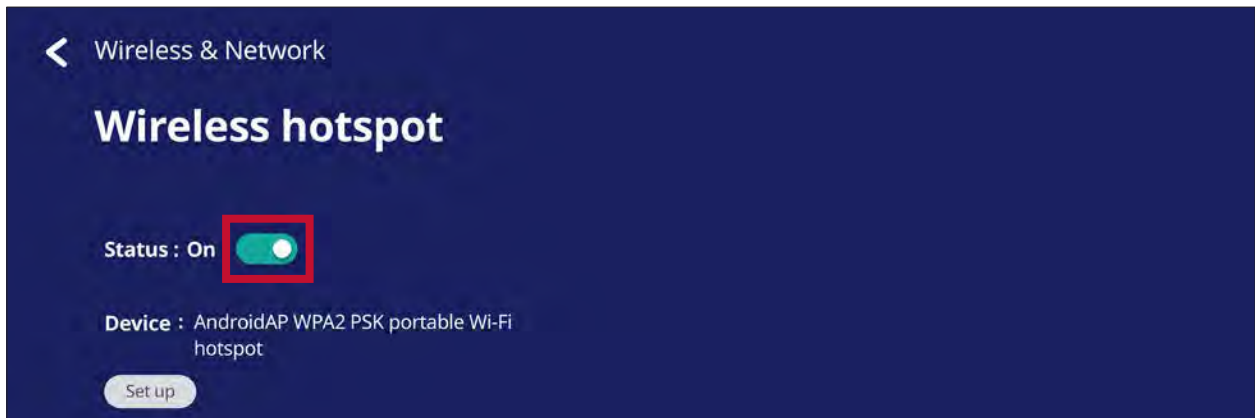 Wireless & Network
Wireless hotspot
Status : On
Device : AndroidAP WPA2 PSK portable Wi-Fi
hotspot
Set up